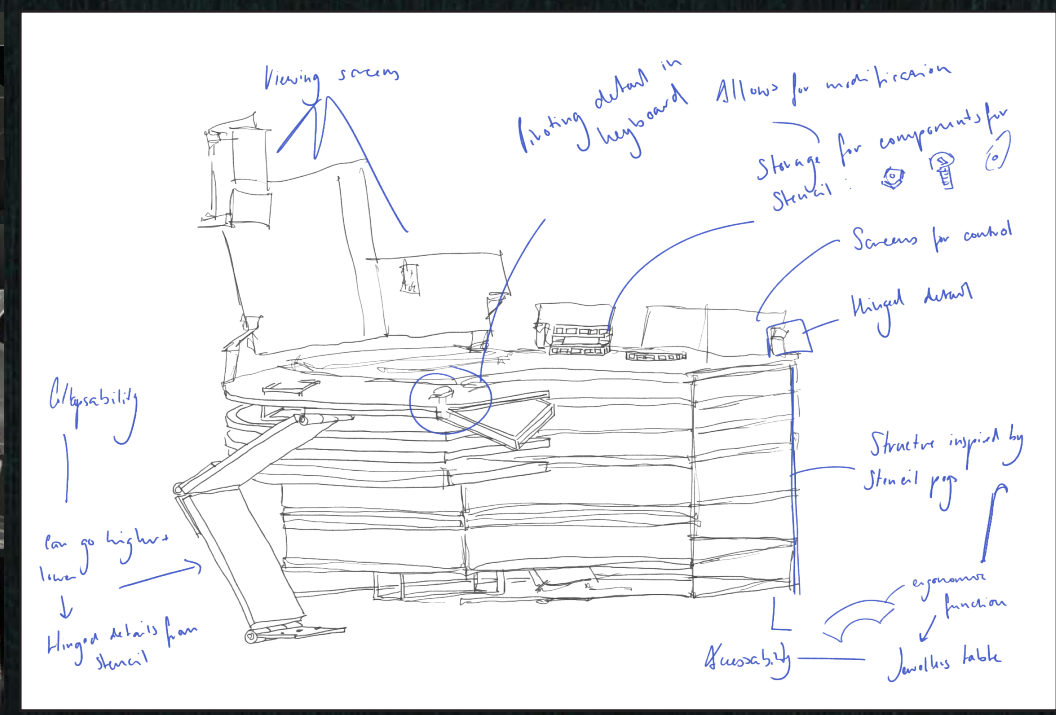 Viewing screens
Pivoting detail in
keyboard
Allows for modification
Storage for components for
Stencil :
Screens for control
Hinged detail
Structure inspired by
Stencil pog
ergonomic
function
Jewellers table
Accessability
Collapsability
Can go higher +
lower
Hinged details from
stencil